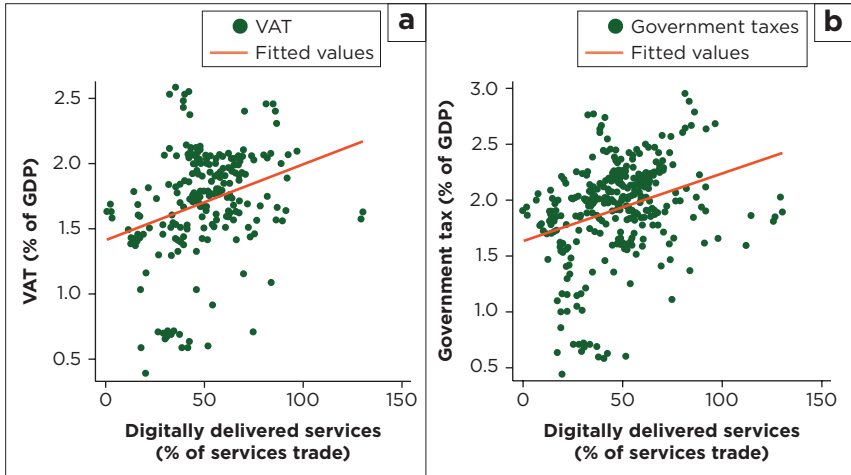 VAT
Fitted values
a
2.5
2.0
1.5
1.0
0.5
VAT (% of GDP)
0
50
100
150
Digitally delivered services
(% of services trade)
Government taxes
Fitted values
b
3.0
2.5
2.0
1.5
1.0
0.5
Government tax (% of GDP)
0
50
100
150
Digitally delivered services
(% of services trade)